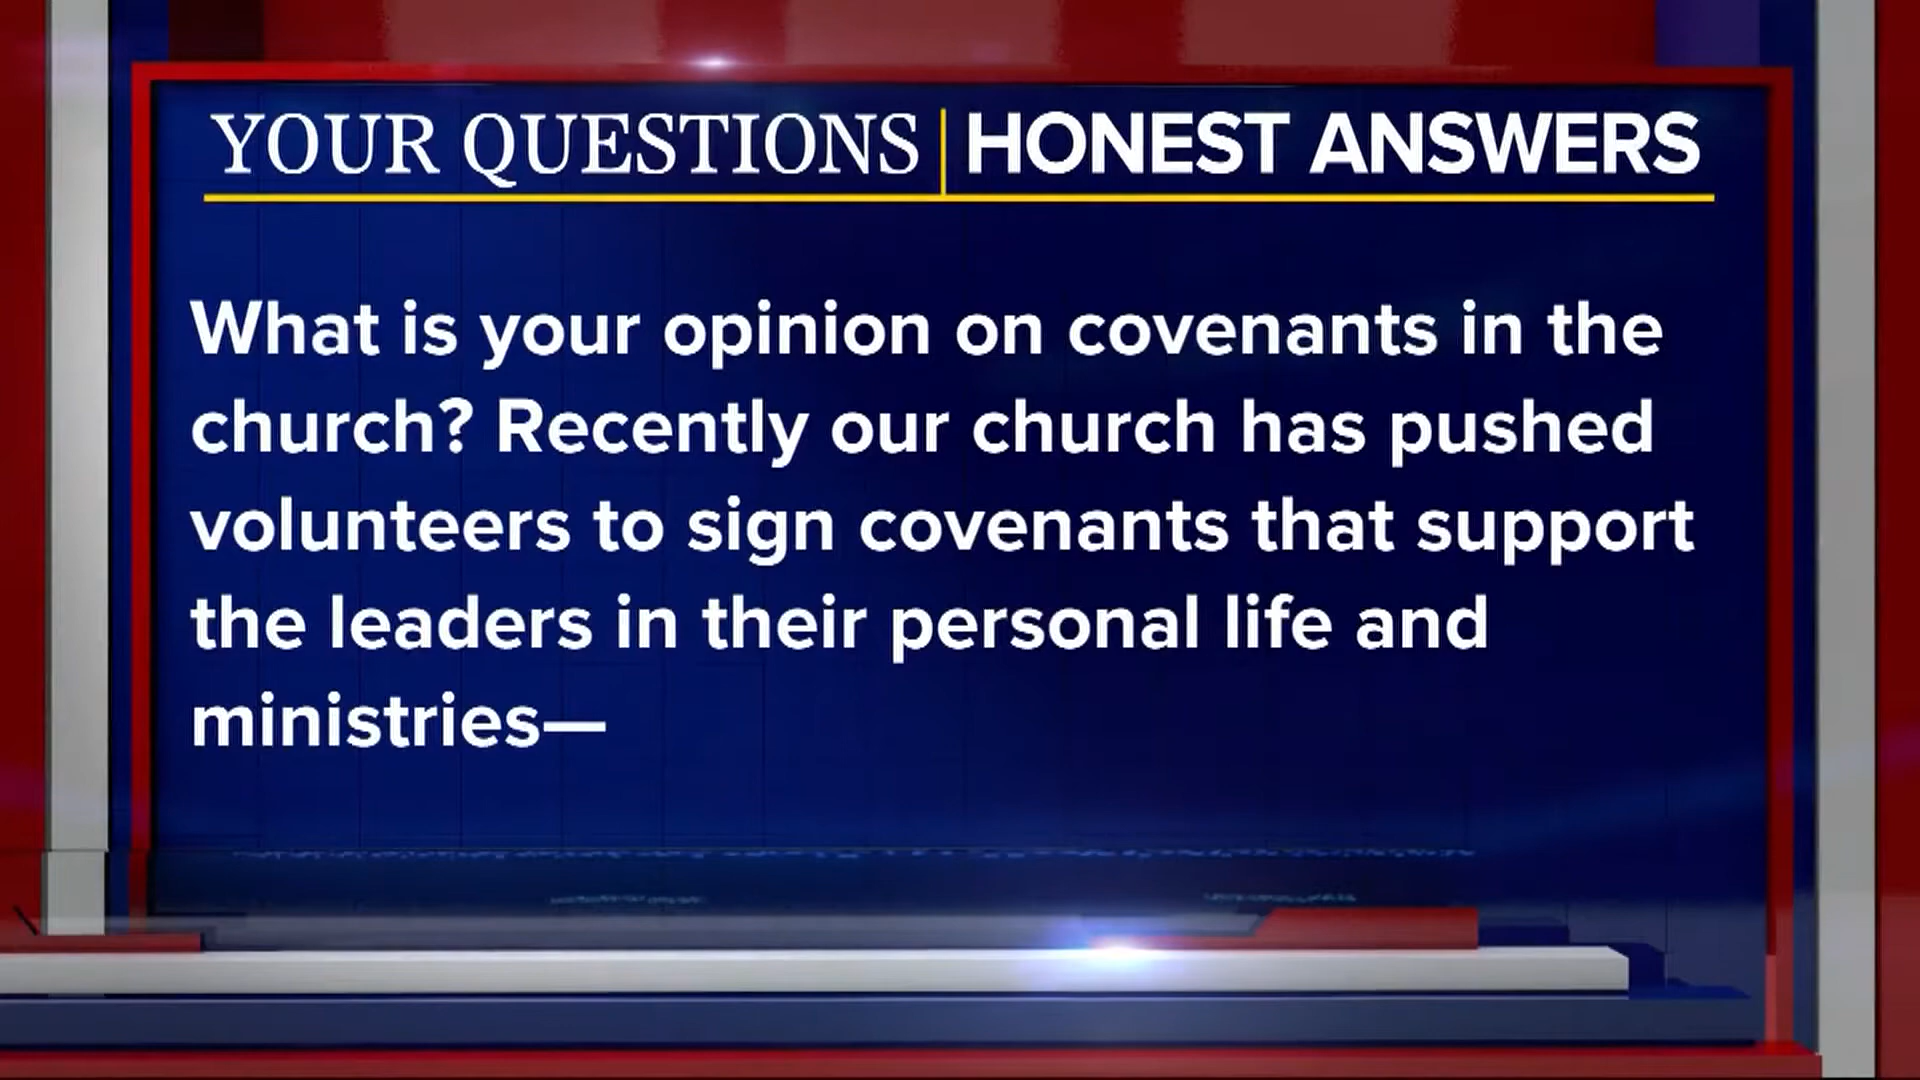 YOUR QUESTIONS | HONEST ANSWERS
What is your opinion on covenants in the
church? Recently our church has pushed
volunteers to sign covenants that support
the leaders in their personal life and
ministries—